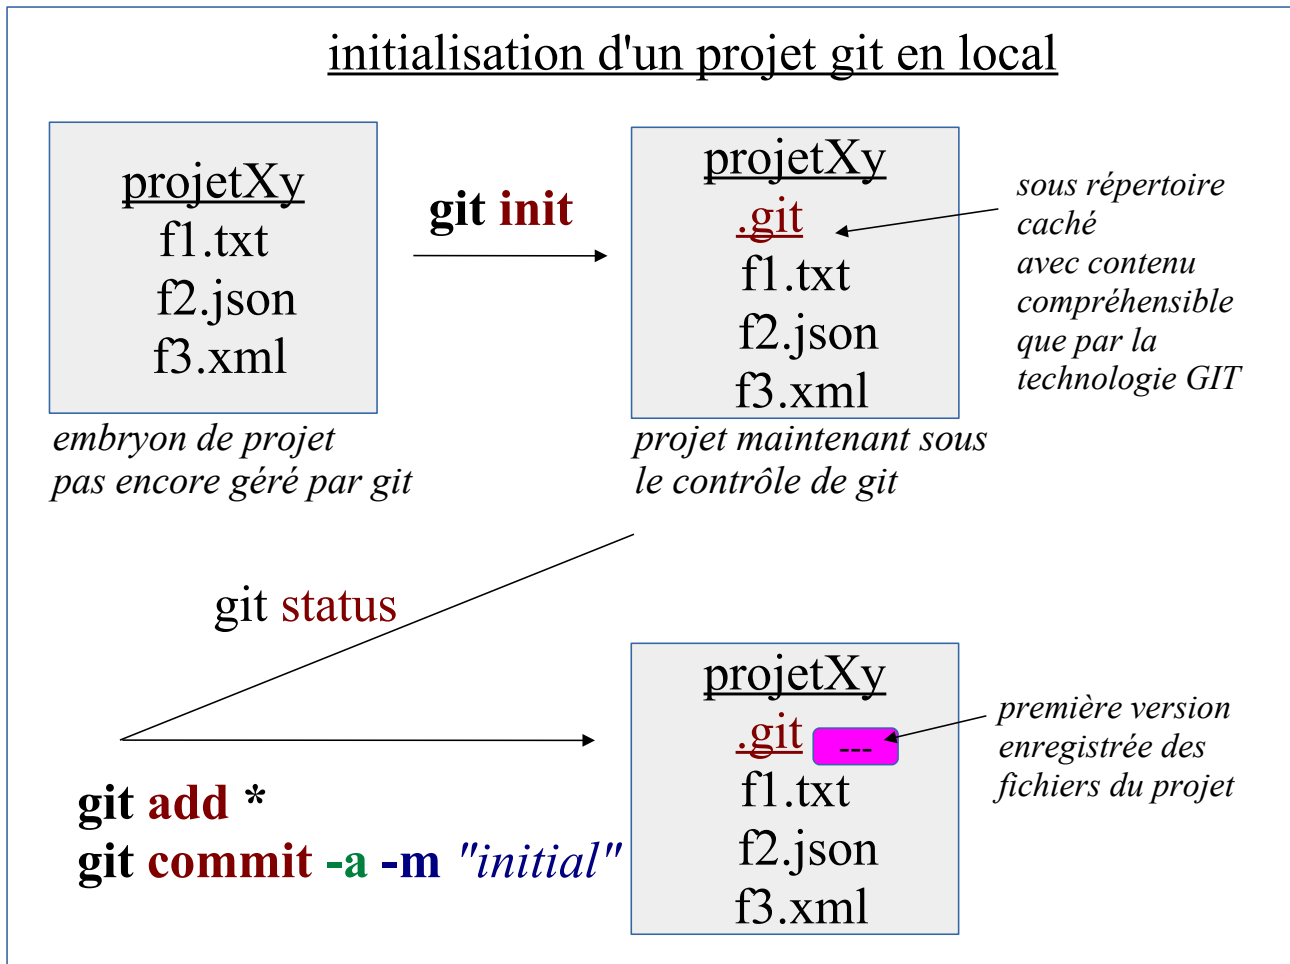 initialisation d'un projet git en local
projetXy
f1.txt
f2.json
f3.xml
embryon de projet
pas encore géré par git
git init
projetXy
.git
f1.txt
f2.json
f3.xml
projet maintenant sous
le contrôle de git
sous répertoire
caché
avec contenu
compréhensible
que par la
technologie GIT
git status
git add *
git commit -a -m "initial"
projetXy
.git ---
f1.txt
f2.json
f3.xml
première version
enregistrée des
fichiers du projet